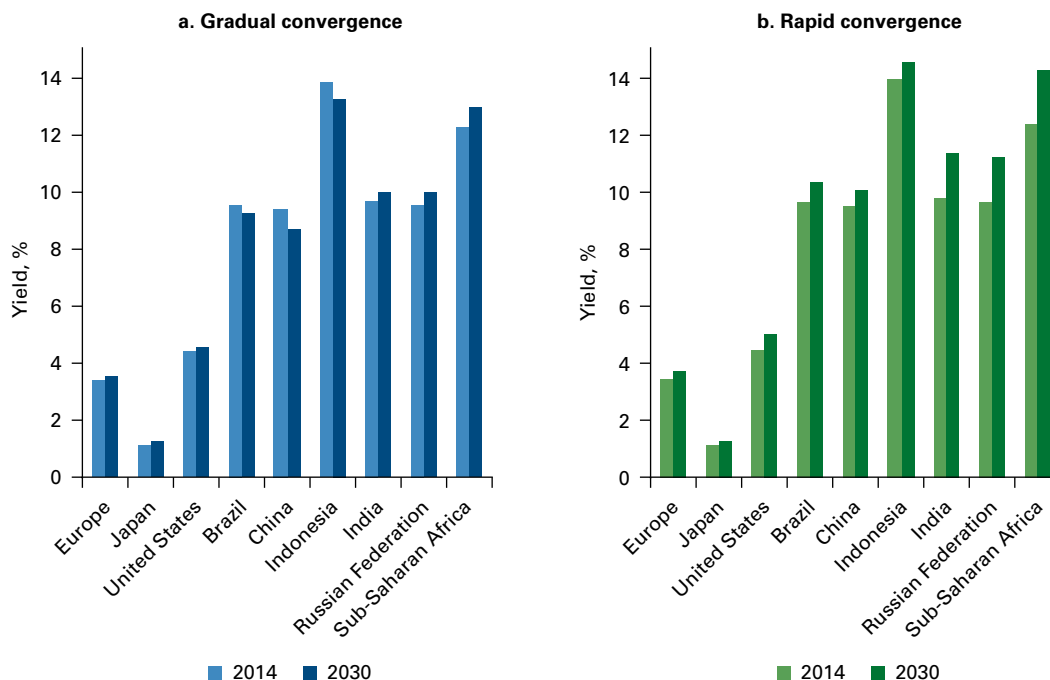 a. Gradual convergence
Yield, %
14
12
10
8
6
4
2
0
Europe
Japan
United States
Brazil
China
Indonesia
India
Russian Federation
Sub-Saharan Africa
2014 2030
b. Rapid convergence
Yield, %
14
12
10
8
6
4
2
0
Europe
Japan
United States
Brazil
China
Indonesia
India
Russian Federation
Sub-Saharan Africa
2014 2030